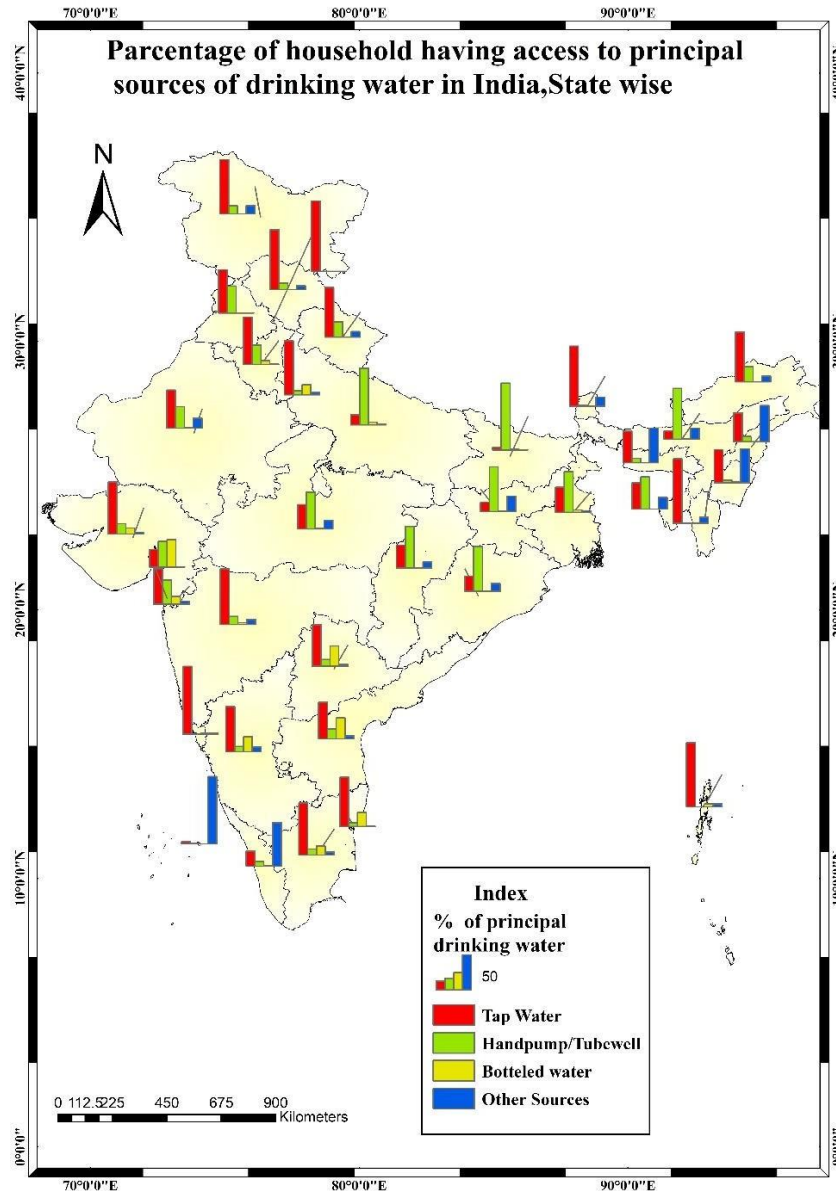 70°0'0"E 80°0'0"E 90°0'0"E
Parcentage of household having access to principal
sources of drinking water in India,State wise
40°0'0"N
N
30°0'0"N
20°0'0"N
10°0'0"N
0°0'0"
Index
% of principal
drinking water
50
Tap Water
Handpump/Tubewell
Botteled water
Other Sources
0 112.5 225 450 675 900
Kilometers
70°0'0"E 80°0'0"E 90°0'0"E